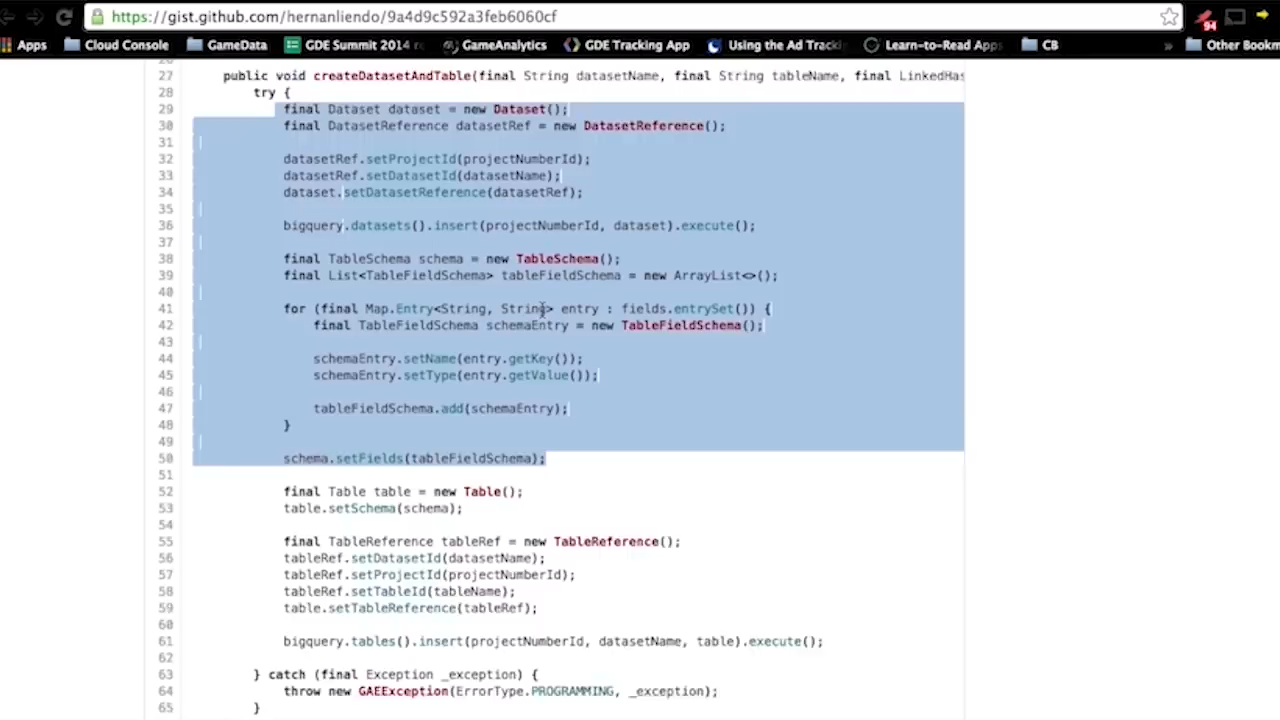 https://gist.github.com/hernanliendo/9a4d9c592a3feb6060cf
94
Apps Cloud Console GameData GDE Summit 2014 GameAnalytics GDE Tracking App Using the Ad Tracki Learn-to-Read Apps CB » Other Bookm
27 public void createDatasetAndTable(final String datasetName, final String tableName, final LinkedHas
28 try {
29 final Dataset dataset = new Dataset();
30 final DatasetReference datasetRef = new DatasetReference();
31
32 datasetRef.setProjectId(projectNumberId);
33 datasetRef.setDatasetId(datasetName);
34 dataset.setDatasetReference(datasetRef);
35
36 bigquery.datasets().insert(projectNumberId, dataset).execute();
37
38 final TableSchema schema = new TableSchema();
39 final List<TableFieldSchema> tableFieldSchema = new ArrayList<>();
40
41 for (final Map.Entry<String, String> entry : fields.entrySet()) {
42 final TableFieldSchema schemaEntry = new TableFieldSchema();
43
44 schemaEntry.setName(entry.getKey());
45 schemaEntry.setType(entry.getValue());
46
47 tableFieldSchema.add(schemaEntry);
48 }
49
50 schema.setFields(tableFieldSchema);
51
52 final Table table = new Table();
53 table.setSchema(schema);
54
55 final TableReference tableRef = new TableReference();
56 tableRef.setDatasetId(datasetName);
57 tableRef.setProjectId(projectNumberId);
58 tableRef.setTableId(tableName);
59 table.setTableReference(tableRef);
60
61 bigquery.tables().insert(projectNumberId, datasetName, table).execute();
62
63 } catch (final Exception _exception) {
64 throw new GAEException(ErrorType.PROGRAMMING, _exception);
65 }